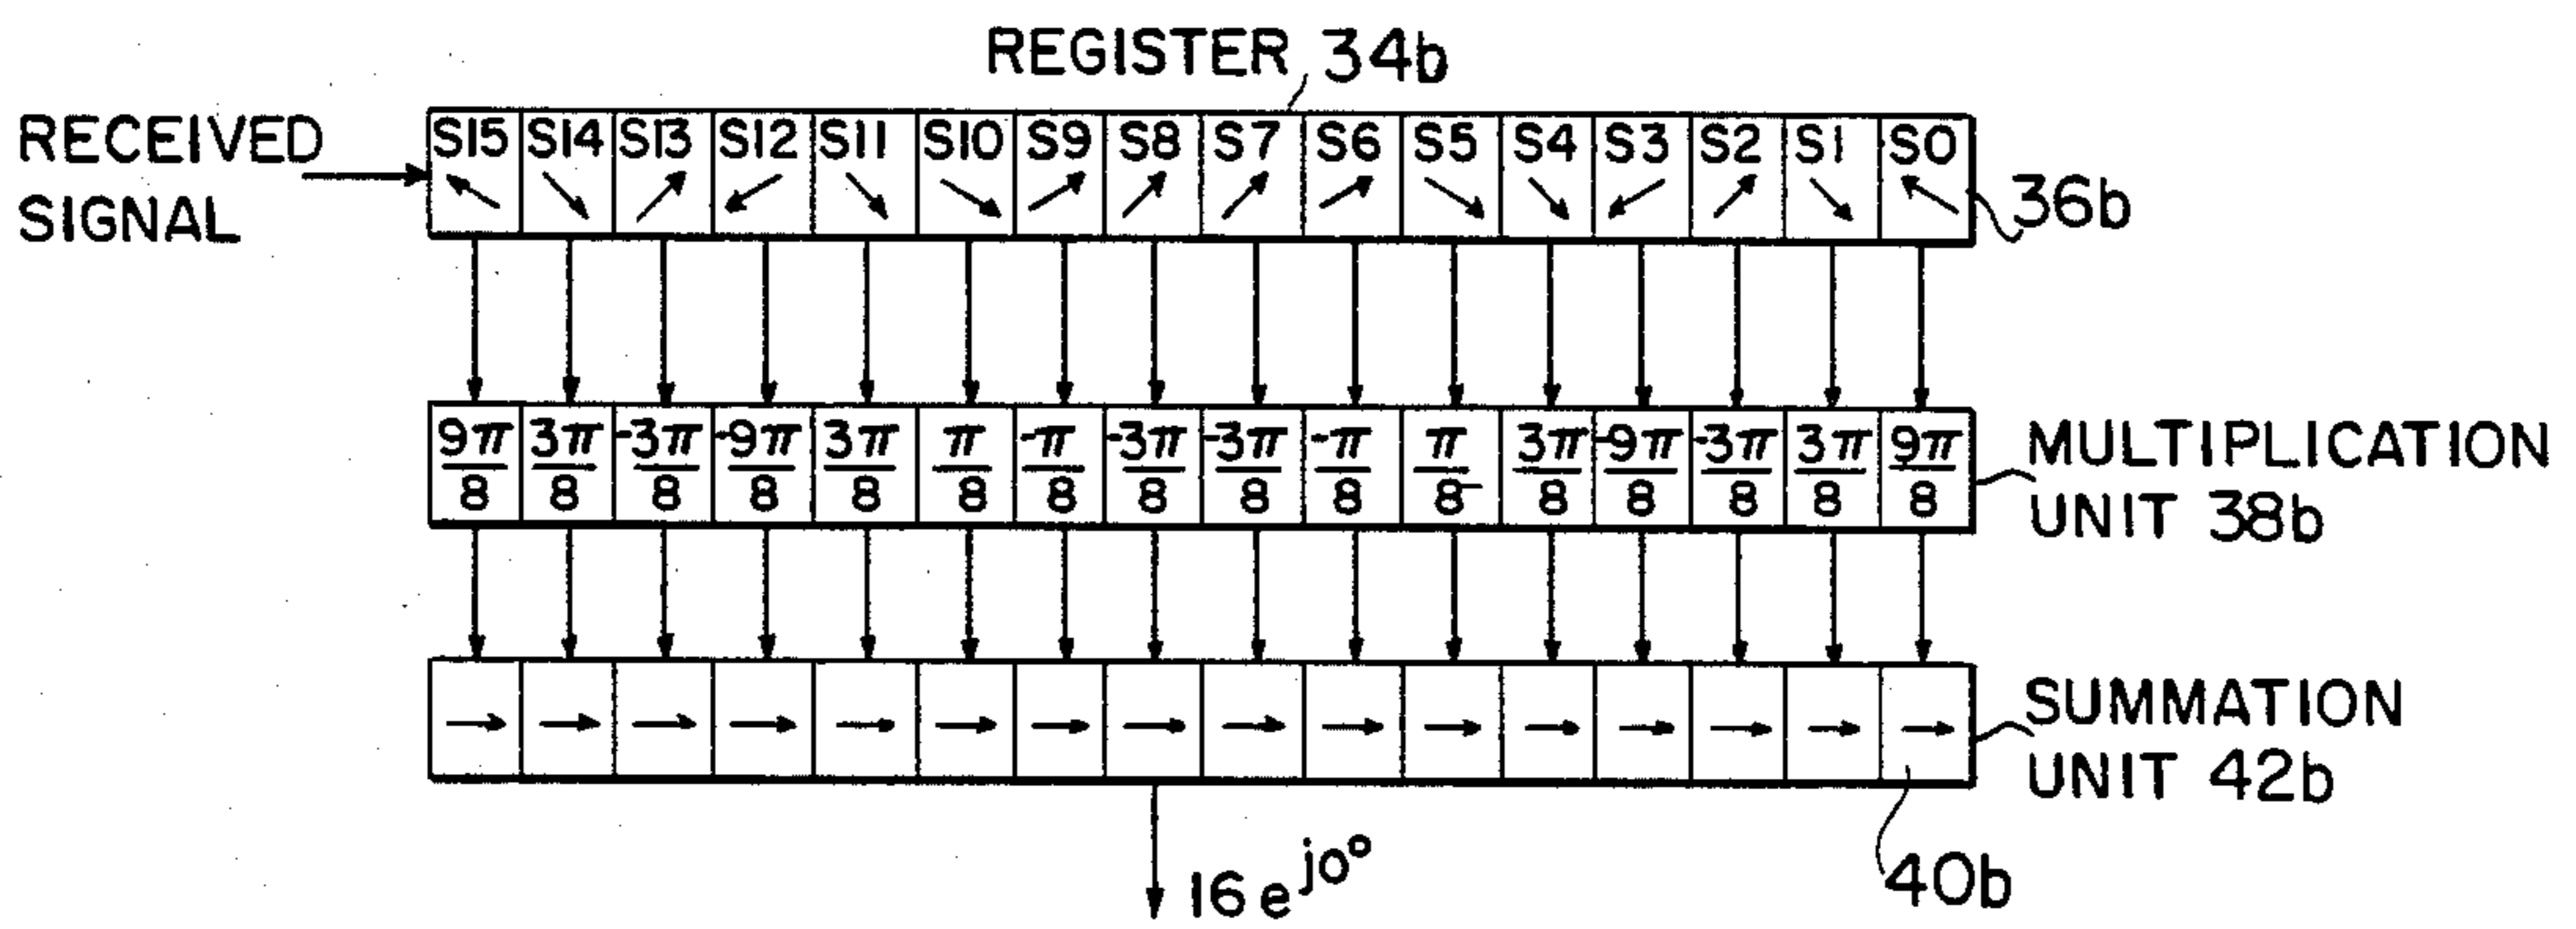 REGISTER 34b
RECEIVED
SIGNAL
S15 S14 S13 S12 S11 S10 S9 S8 S7 S6 S5 S4 S3 S2 S1 S0
36b
9π/8 3π/8 -3π/8 -9π/8 3π/8 π/8 -π/8 -3π/8 -3π/8 -π/8 π/8 3π/8 -9π/8 -3π/8 3π/8 9π/8
MULTIPLICATION
UNIT 38b
SUMMATION
UNIT 42b
16 e^j0°
40b